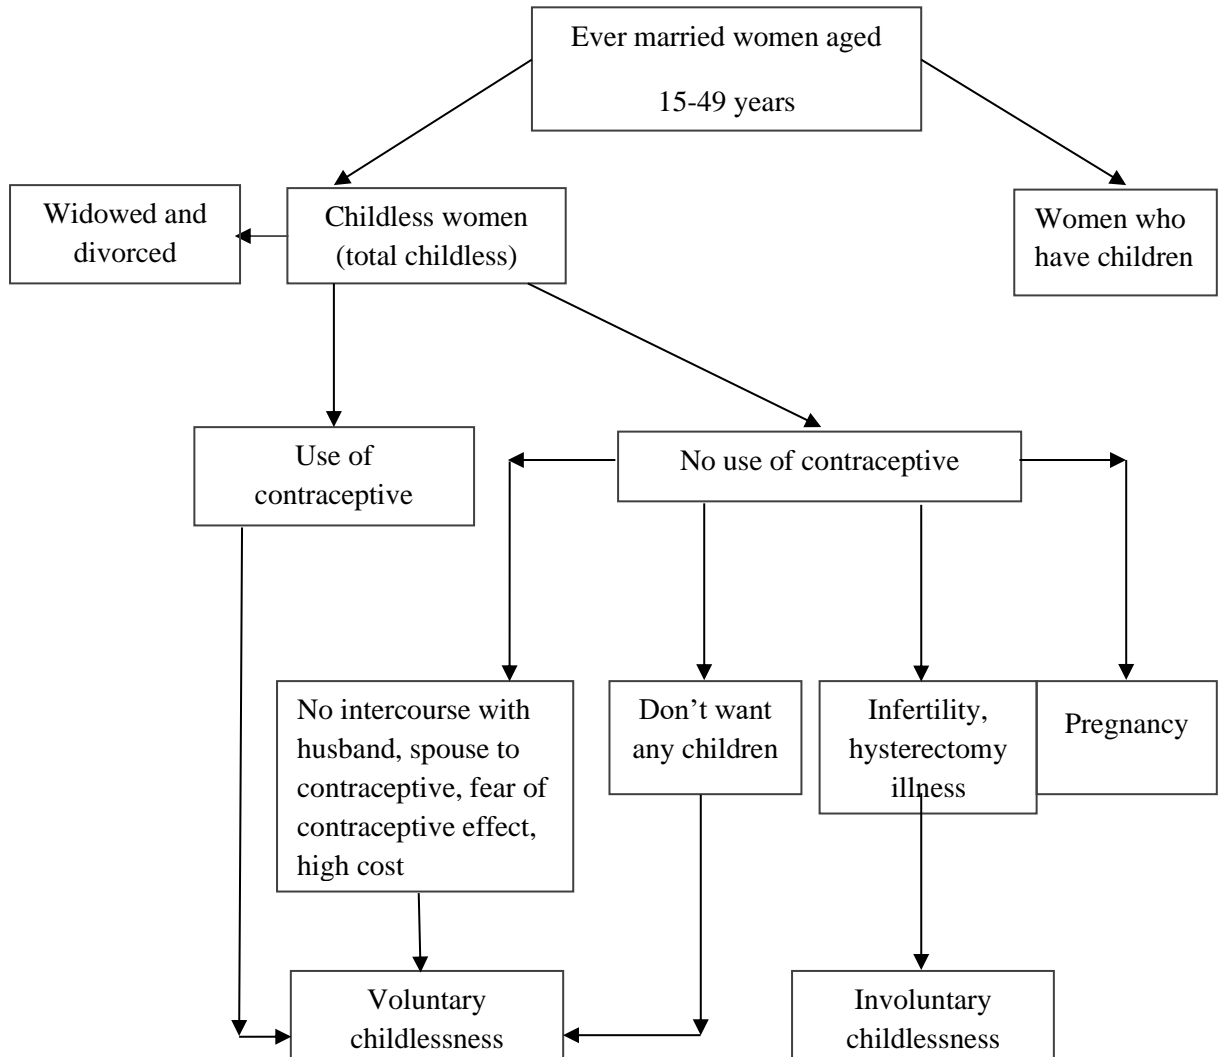 Ever married women aged
15-49 years
Widowed and
divorced
Childless women
(total childless)
Women who
have children
Use of
contraceptive
No use of contraceptive
No intercourse with
husband, spouse to
contraceptive, fear of
contraceptive effect,
high cost
Don’t want
any children
Infertility,
hysterectomy
illness
Pregnancy
Voluntary
childlessness
Involuntary
childlessness